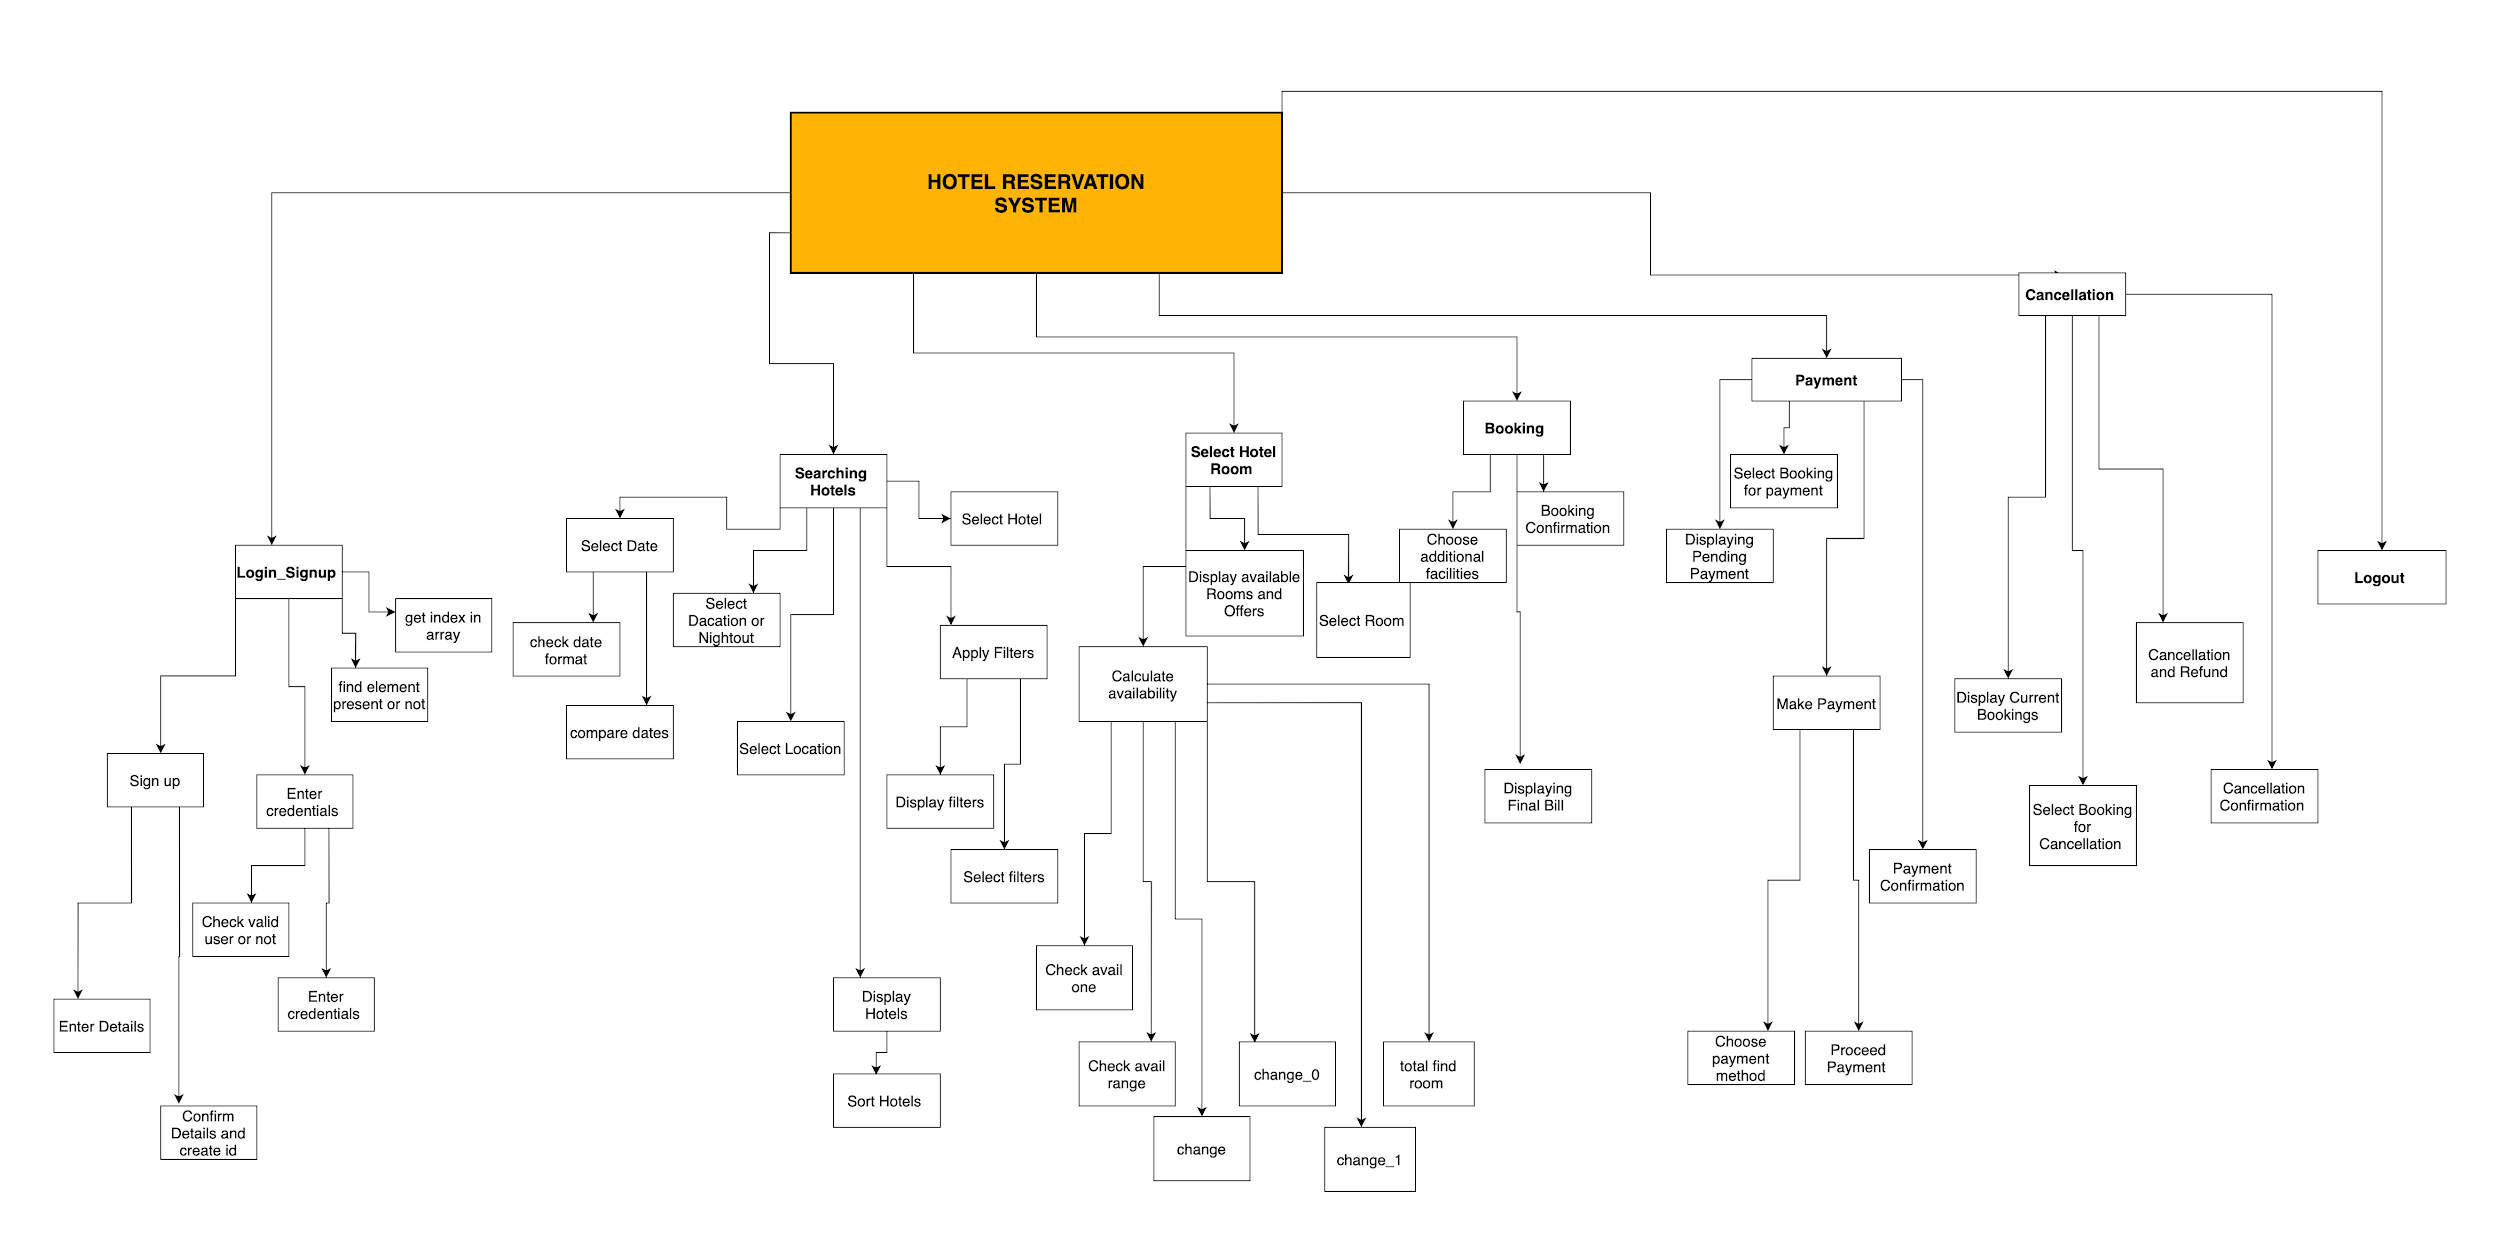 HOTEL RESERVATION
SYSTEM
Cancellation
Payment
Booking
Select Hotel
Room
Searching
Hotels
Select Booking
for payment
Select Hotel
Booking
Confirmation
Select Date
Choose
additional
facilities
Displaying
Pending
Payment
Login_Signup
Display available
Rooms and
Offers
Logout
get index in
array
Select
Dacation or
Nightout
Select Room
check date
format
Apply Filters
Cancellation
and Refund
find element
present or not
Calculate
availability
Make Payment
Display Current
Bookings
compare dates
Select Location
Sign up
Enter
credentials
Display filters
Displaying
Final Bill
Cancellation
Confirmation
Select Booking
for
Cancellation
Select filters
Payment
Confirmation
Check valid
user or not
Check avail
one
Enter
credentials
Display
Hotels
Enter Details
Check avail
range
change_0
total find
room
Choose
payment
method
Proceed
Payment
Sort Hotels
Confirm
Details and
create id
change
change_1